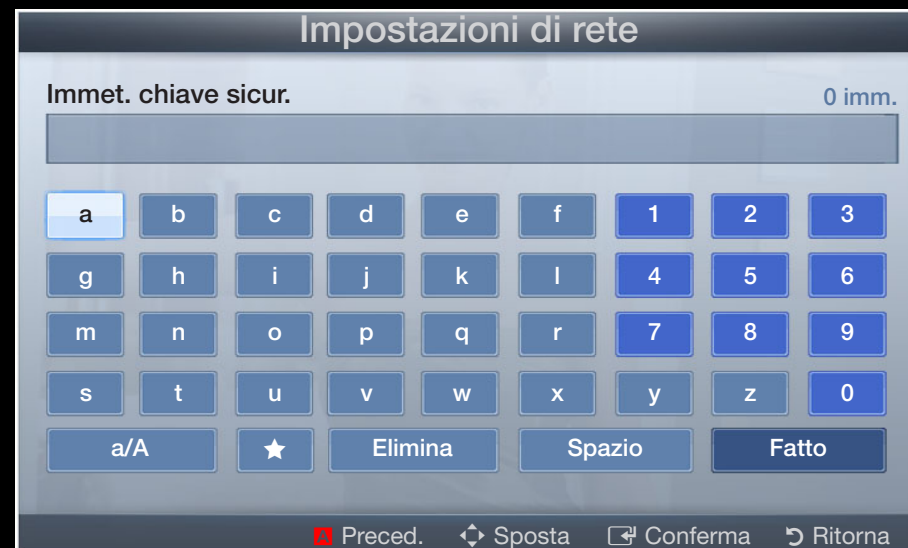 Impostazioni di rete
Immet. chiave sicur. 0 imm.
a b c d e f 1 2 3
g h i j k l 4 5 6
m n o p q r 7 8 9
s t u v w x y z 0
a/A ★ Elimina Spazio Fatto
A Preced. Sposta Conferma Ritorna